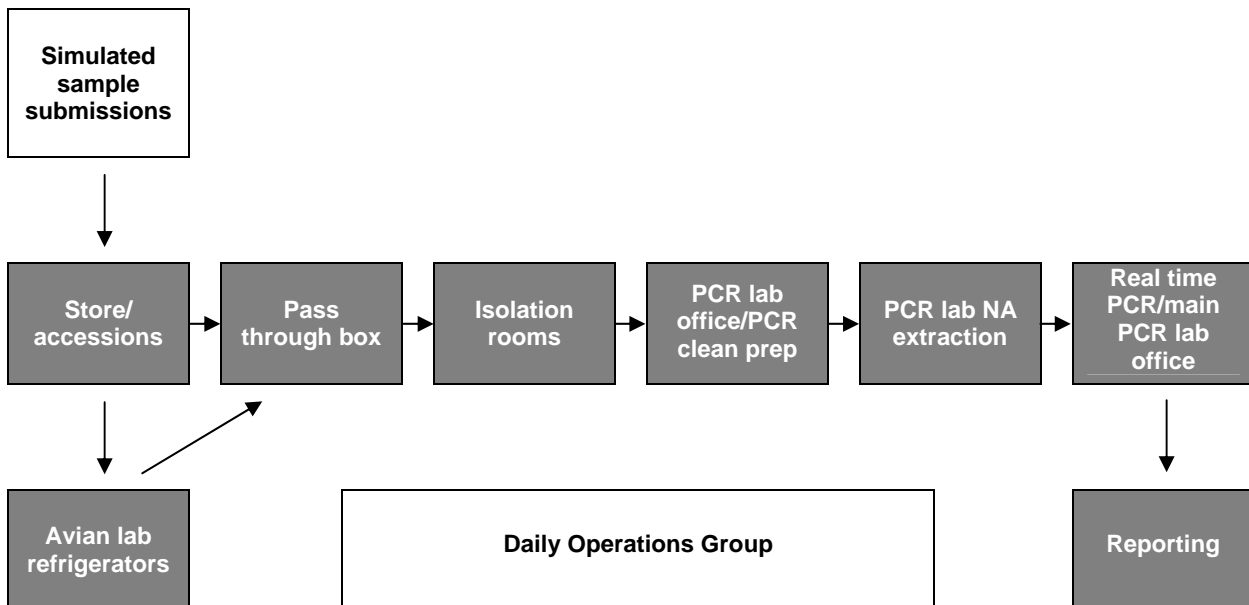 Simulated
sample
submissions
Store/
accessions
Pass
through box
Isolation
rooms
PCR lab
office/PCR
clean prep
PCR lab NA
extraction
Real time
PCR/main
PCR lab
office
Avian lab
refrigerators
Daily Operations Group
Reporting